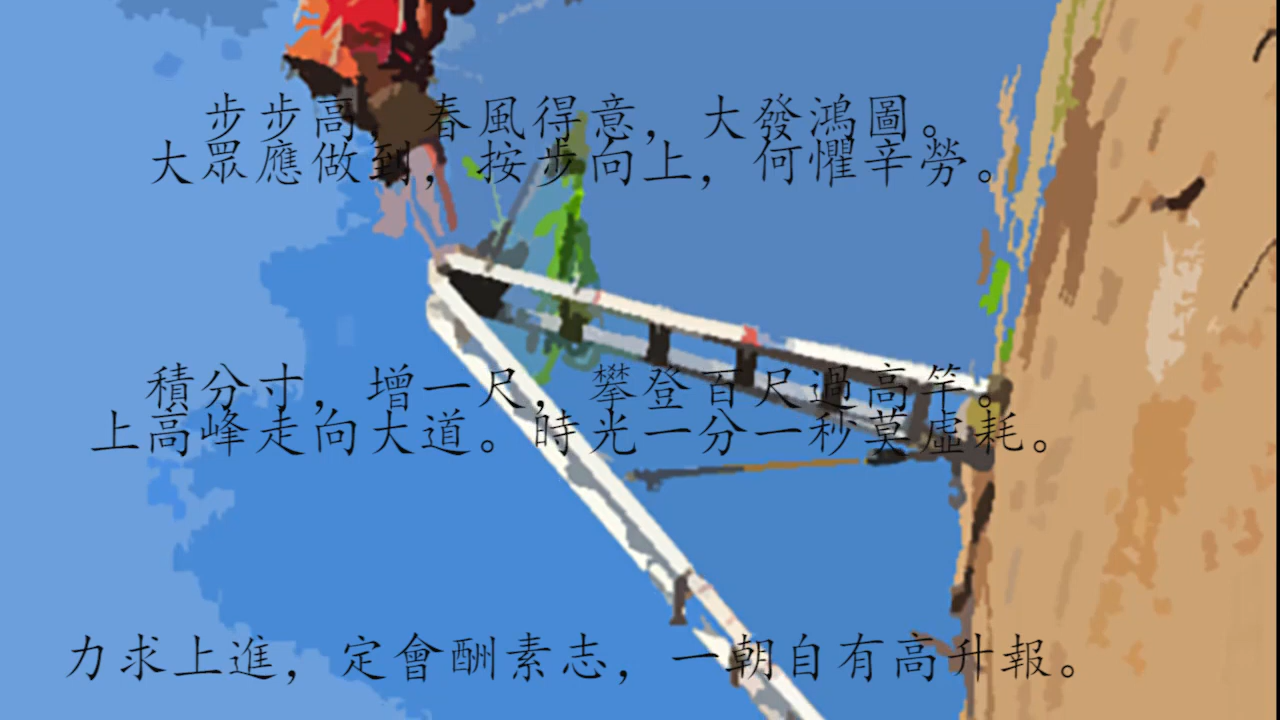 步步高，春風得意，大發鴻圖。
大眾應做到，按步向上，何懼辛勞。
積分寸，增一尺，攀登百尺過高竿。
上高峰走向大道。時光一分一秒莫虛耗。
力求上進，定會酬素志，一朝自有高升報。